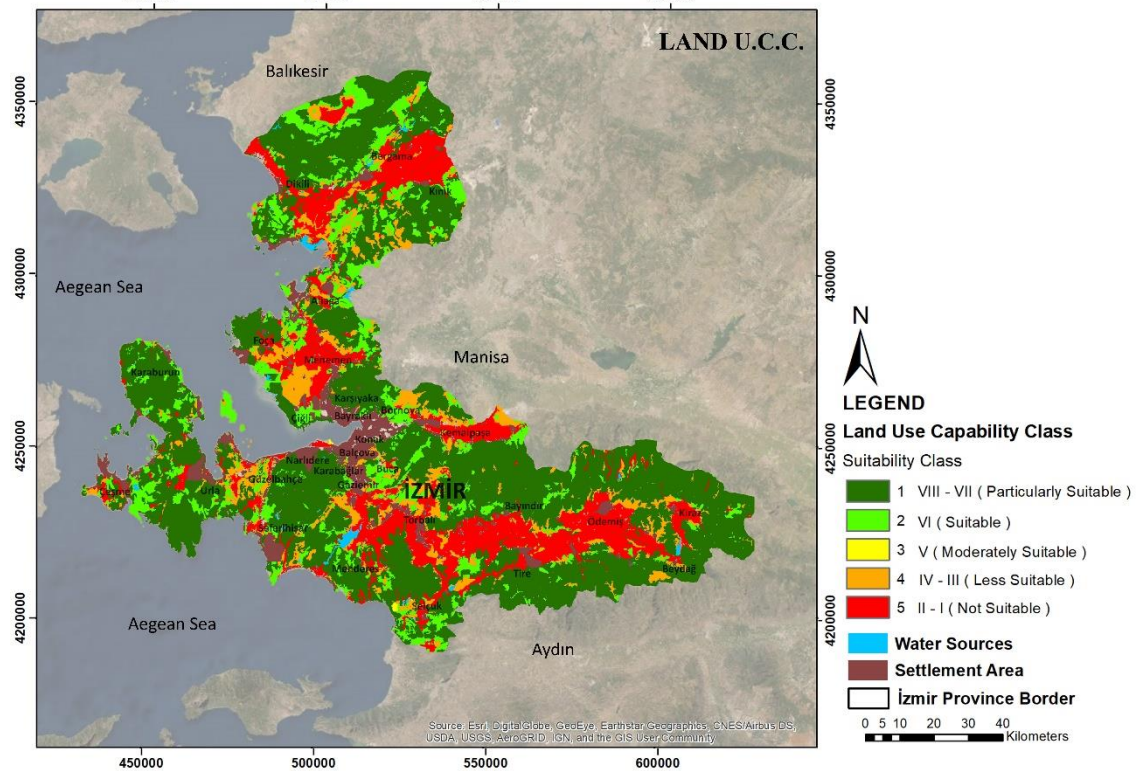 LAND U.C.C.
Balıkesir
4350000
4350000
Bergama
Dikili
Kınık
4300000
4300000
Aegean Sea
Aliağa
Foça
Menemen
Manisa
Karaburun
Karşıyaka
Çiğli
Bayraklı
Bornova
Konak
Kemalpaşa
4250000
4250000
Narlıdere
Balçova
Karabağlar
Buca
Çeşme
Urla
Güzelbahçe
Gaziemir
İZMİR
Bayındır
Ödemiş
Kiraz
Torbalı
Seferihisar
Menderes
Tire
Beydağ
Selçuk
4200000
4200000
Aegean Sea
Aydın
Source: Esri, DigitalGlobe, GeoEye, Earthstar Geographics, CNES/Airbus DS,
USDA, USGS, AeroGRID, IGN, and the GIS User Community
450000
500000
550000
600000
N
LEGEND
Land Use Capability Class
Suitability Class
1 VIII - VII ( Particularly Suitable )
2 VI ( Suitable )
3 V ( Moderately Suitable )
4 IV - III ( Less Suitable )
5 II - I ( Not Suitable )
Water Sources
Settlement Area
İzmir Province Border
0 5 10 20 30 40
Kilometers